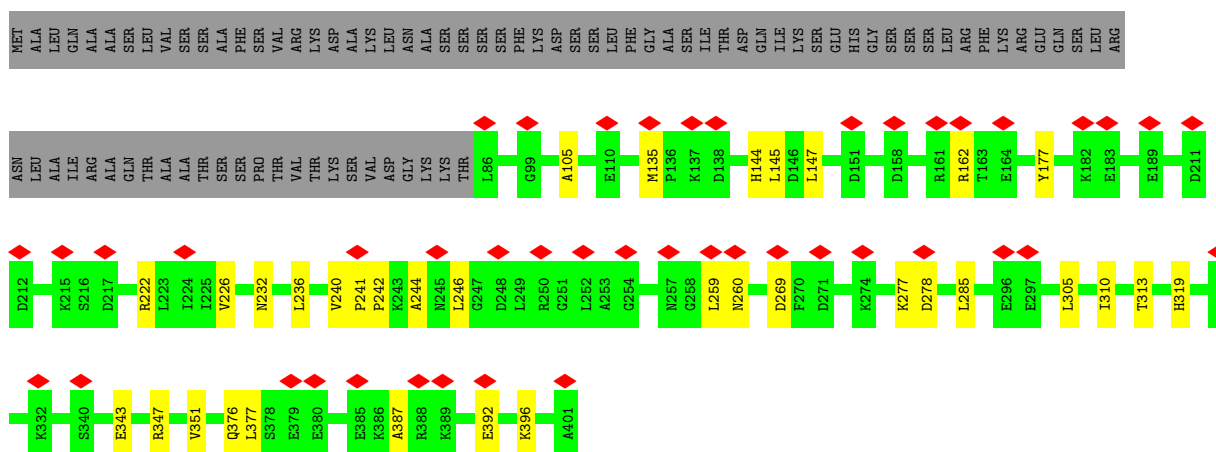 MET ALA LEU GLN ALA ALA SER LEU VAL SER SER ALA PHE SER VAL ARG LYS ASP ALA LYS LEU ASN ALA SER SER SER SER PHE LYS ASP SER SER LEU PHE GLY ALA SER ILE THR ASP GLN ILE LYS SER GLU HIS GLY SER SER SER LEU ARG PHE LYS ARG GLU GLN SER LEU ARG
ASN LEU ALA ILE ARG ALA GLN THR ALA ALA THR SER SER PRO THR VAL THR LYS SER VAL ASP GLY LYS LYS THR L86 G99 A105 E110 M135 P136 K137 D138 H144 L145 D146 L147 D151 D158 R161 R162 T163 E164 Y177 K182 E183 E189 D211
D212 K215 S216 D217 R222 L223 I224 I225 V226 N232 L236 V240 P241 P242 K243 A244 N245 L246 G247 D248 L249 R250 G251 L252 A253 G254 N257 G258 L259 N260 D269 F270 D271 K274 K277 D278 L285 E296 E297 L305 I310 T313 H319
K332 S340 E343 R347 V351 Q376 L377 S378 E379 E380 E385 K386 A387 R388 K389 E392 K396 A401